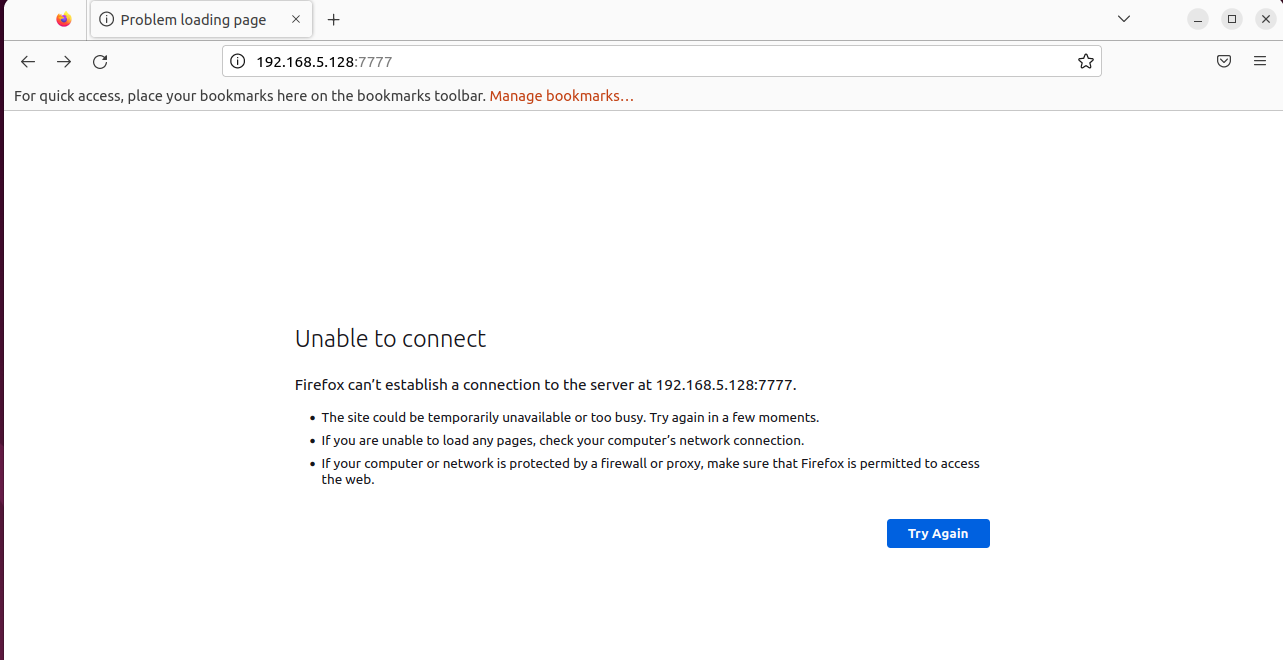 Problem loading page
192.168.5.128:7777
For quick access, place your bookmarks here on the bookmarks toolbar. Manage bookmarks…
Unable to connect
Firefox can’t establish a connection to the server at 192.168.5.128:7777.
• The site could be temporarily unavailable or too busy. Try again in a few moments.
• If you are unable to load any pages, check your computer’s network connection.
• If your computer or network is protected by a firewall or proxy, make sure that Firefox is permitted to access
the web.
Try Again